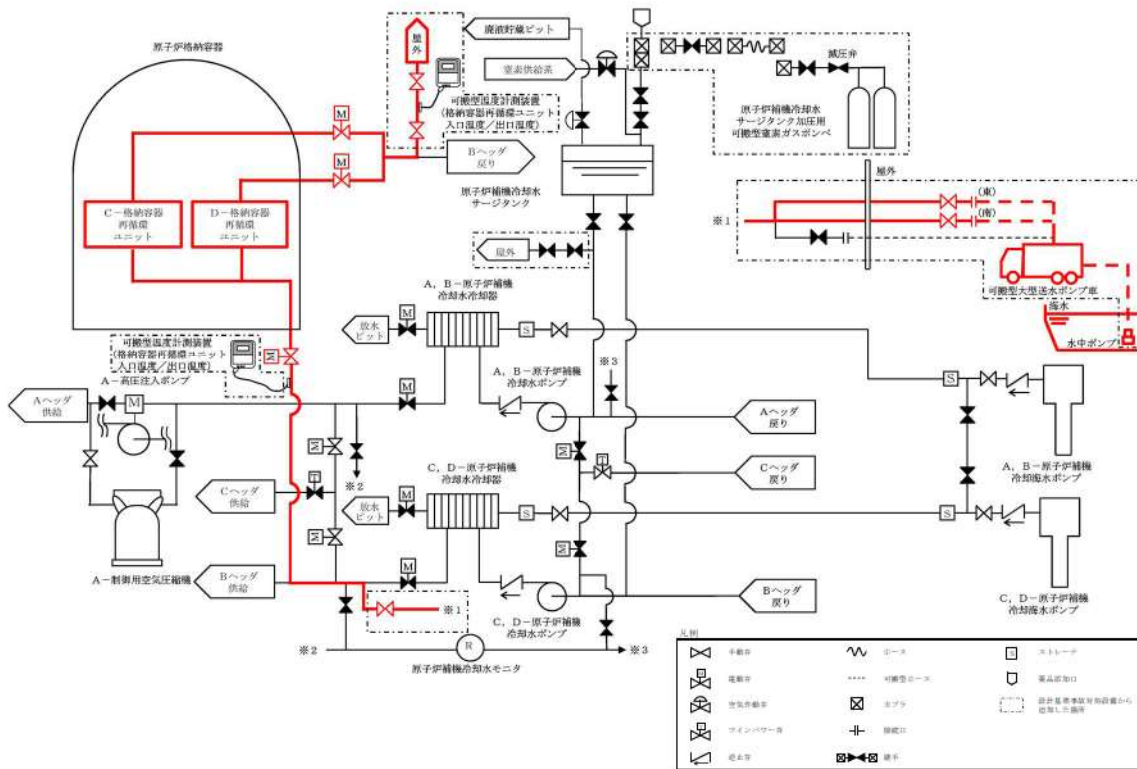 原子炉格納容器
屋外
廃液貯蔵ピット
窒素供給系
可搬型温度計測装置
(格納容器再循環ユニット
入口温度/出口温度)
Bヘッダ
戻り
原子炉補機冷却水
サージタンク
減圧弁
原子炉補機冷却水
サージタンク加圧用
可搬型窒素ガスボンベ
屋外
※1
(東)
(南)
可搬型大型送水ポンプ車
海水
水中ポンプ
M
M
C-格納容器
再循環
ユニット
D-格納容器
再循環
ユニット
屋外
A,B-原子炉補機
冷却水冷却器
放水
ピット
M
S
可搬型温度計測装置
(格納容器再循環ユニット
入口温度/出口温度)
M
A-高圧注入ポンプ
Aヘッダ
供給
M
M
A,B-原子炉補機
冷却水ポンプ
※3
Aヘッダ
戻り
S
A,B-原子炉補機
冷却海水ポンプ
M
※2
M
T
Cヘッダ
戻り
C,D-原子炉補機
冷却水冷却器
T
Cヘッダ
供給
放水
ピット
M
S
S
M
M
A-制御用空気圧縮機
Bヘッダ
供給
M
Bヘッダ
戻り
C,D-原子炉補機
冷却海水ポンプ
※1
C,D-原子炉補機
冷却水ポンプ
※2
R
※3
原子炉補機冷却水モニタ
凡例
手動弁
ホース
S
ストレーナ
電動弁
可搬型ホース
薬品添加口
空気作動弁
カプラ
設計基準事故対処設備から
追加した箇所
ツインパワー弁
接続口
逆止弁
継手